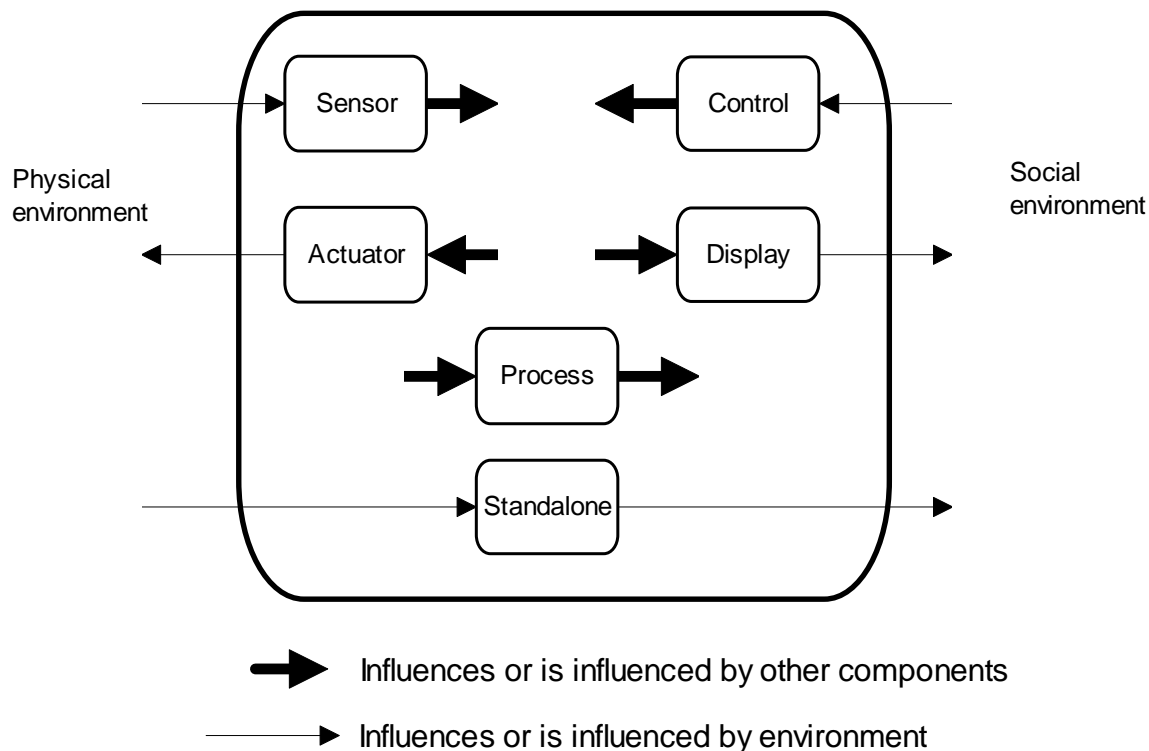 Sensor
Control
Physical
environment
Social
environment
Actuator
Display
Process
Standalone
Influences or is influenced by other components
Influences or is influenced by environment